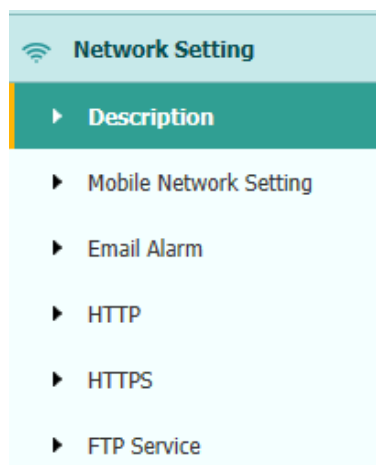 Network Setting
Description
Mobile Network Setting
Email Alarm
HTTP
HTTPS
FTP Service